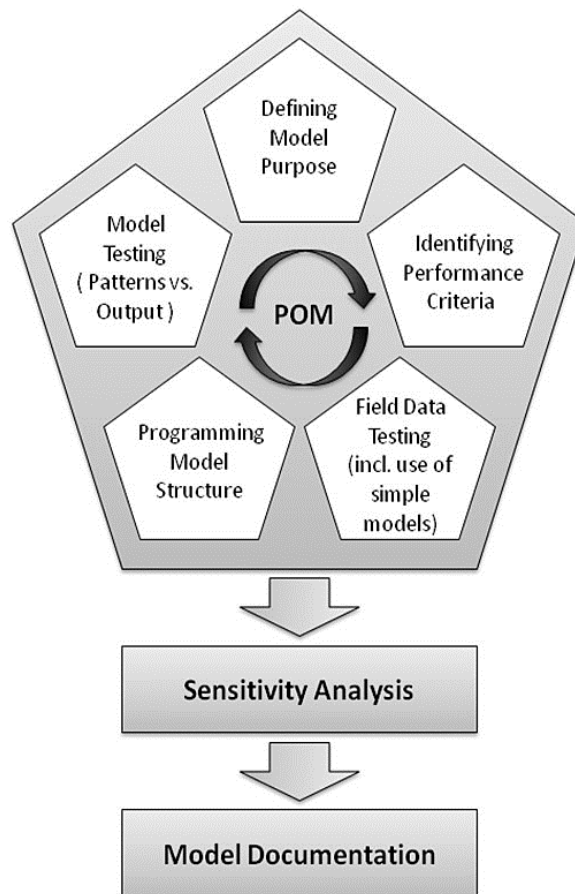 Defining
Model
Purpose
Identifying
Performance
Criteria
Field Data
Testing
(incl. use of
simple
models)
Programming
Model
Structure
Model
Testing
( Patterns vs.
Output )
POM
Sensitivity Analysis
Model Documentation